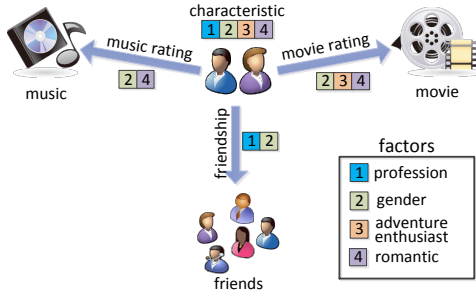 characteristic
1 2 3 4
music rating
movie rating
2 4
2 3 4
music
movie
friendship
1 2
friends
factors
1 profession
2 gender
3 adventure
enthusiast
4 romantic